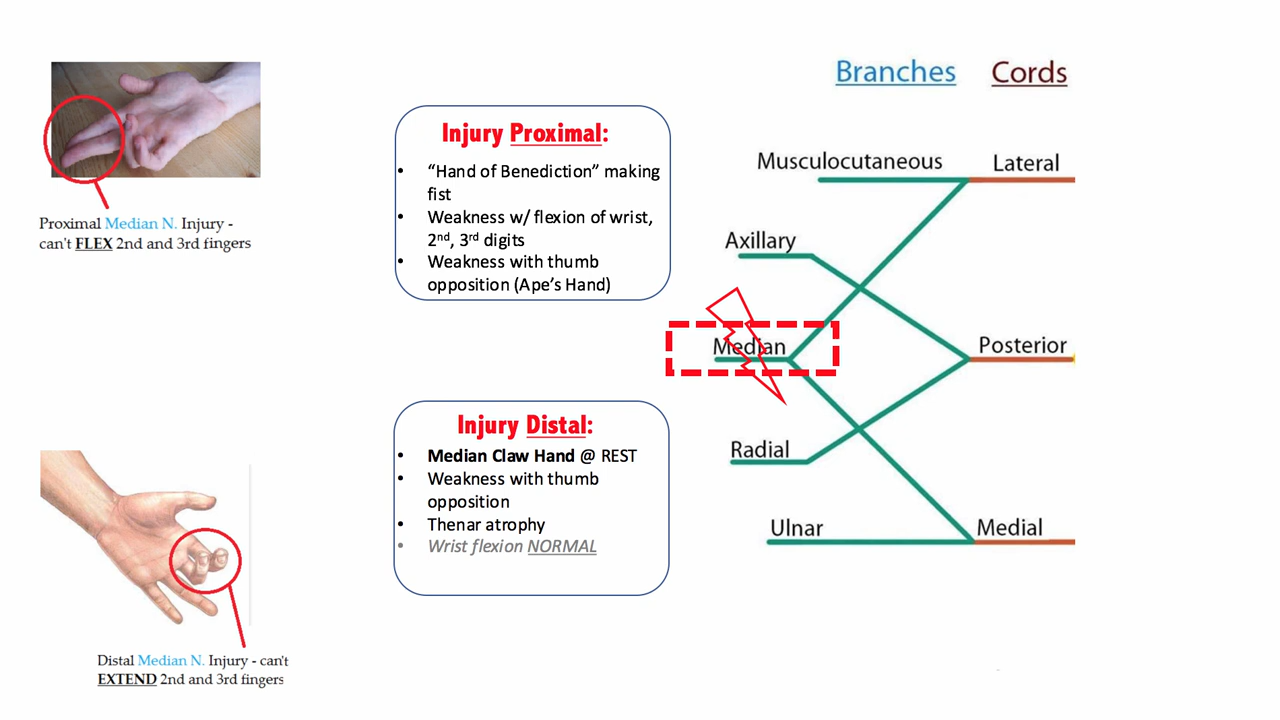 Branches Cords
Injury Proximal:
• “Hand of Benediction” making
fist
• Weakness w/ flexion of wrist,
2nd, 3rd digits
• Weakness with thumb
opposition (Ape’s Hand)
Proximal Median N. Injury -
can't FLEX 2nd and 3rd fingers
Musculocutaneous Lateral
Axillary
Median Posterior
Radial
Ulnar Medial
Injury Distal:
• Median Claw Hand @ REST
• Weakness with thumb
opposition
• Thenar atrophy
• Wrist flexion NORMAL
Distal Median N. Injury - can't
EXTEND 2nd and 3rd fingers